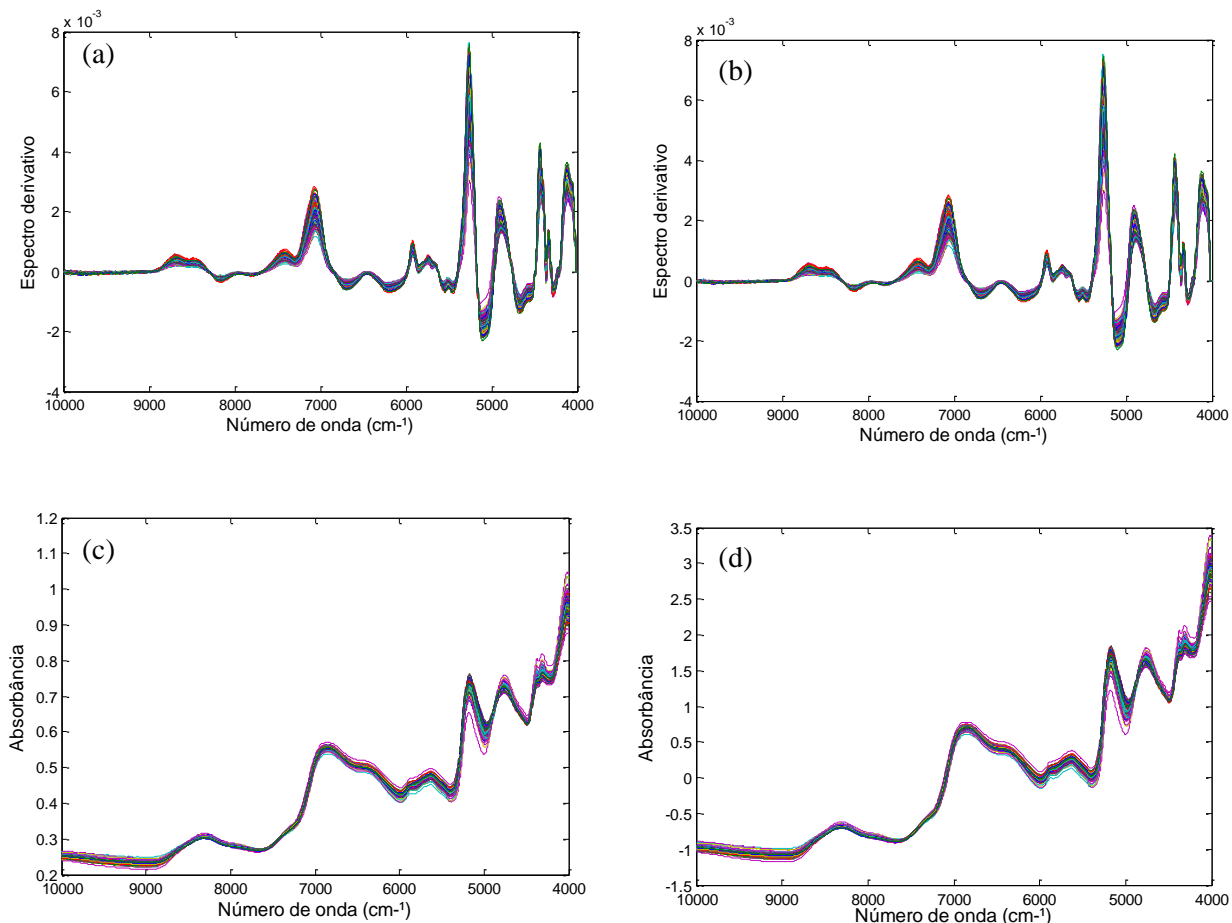 x 10⁻³
(a)
8
6
4
2
0
-2
-4
10000 9000 8000 7000 6000 5000 4000
Número de onda (cm-¹)
Espectro derivativo
x 10⁻³
(b)
8
6
4
2
0
-2
-4
10000 9000 8000 7000 6000 5000 4000
Número de onda (cm-¹)
Espectro derivativo
(c)
1.2
1.1
1
0.9
0.8
0.7
0.6
0.5
0.4
0.3
0.2
10000 9000 8000 7000 6000 5000 4000
Número de onda (cm-¹)
Absorbância
(d)
3.5
3
2.5
2
1.5
1
0.5
0
-0.5
-1
-1.5
10000 9000 8000 7000 6000 5000 4000
Número de onda (cm-¹)
Absorbância